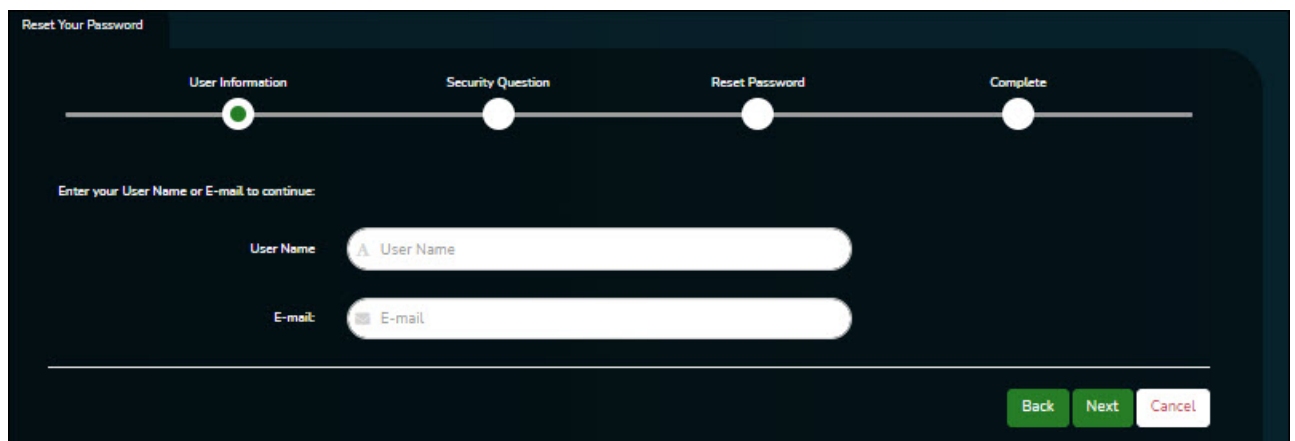 Reset Your Password
User Information Security Question Reset Password Complete
Enter your User Name or E-mail to continue:
User Name
A User Name
E-mail:
E-mail
Back Next Cancel